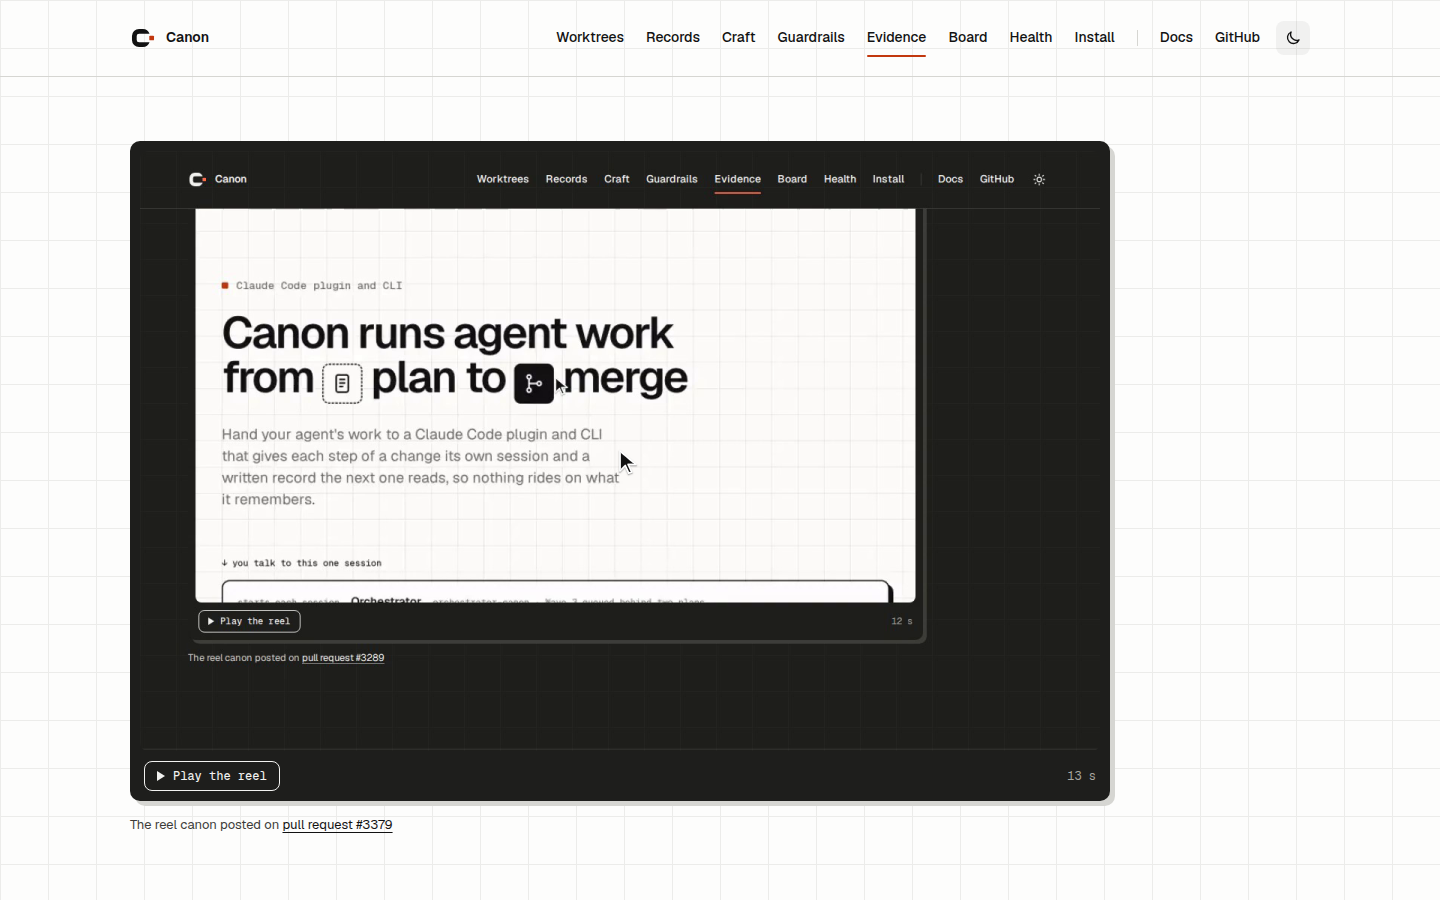 Canon
Worktrees Records Craft Guardrails Evidence Board Health Install Docs GitHub
Canon
Worktrees Records Craft Guardrails Evidence Board Health Install Docs GitHub
Claude Code plugin and CLI
Canon runs agent work
from plan to merge
Hand your agent's work to a Claude Code plugin and CLI
that gives each step of a change its own session and a
written record the next one reads, so nothing rides on what
it remembers.
↓ you talk to this one session
Orchestrator
Play the reel
12 s
The reel canon posted on pull request #3289
Play the reel
13 s
The reel canon posted on pull request #3379